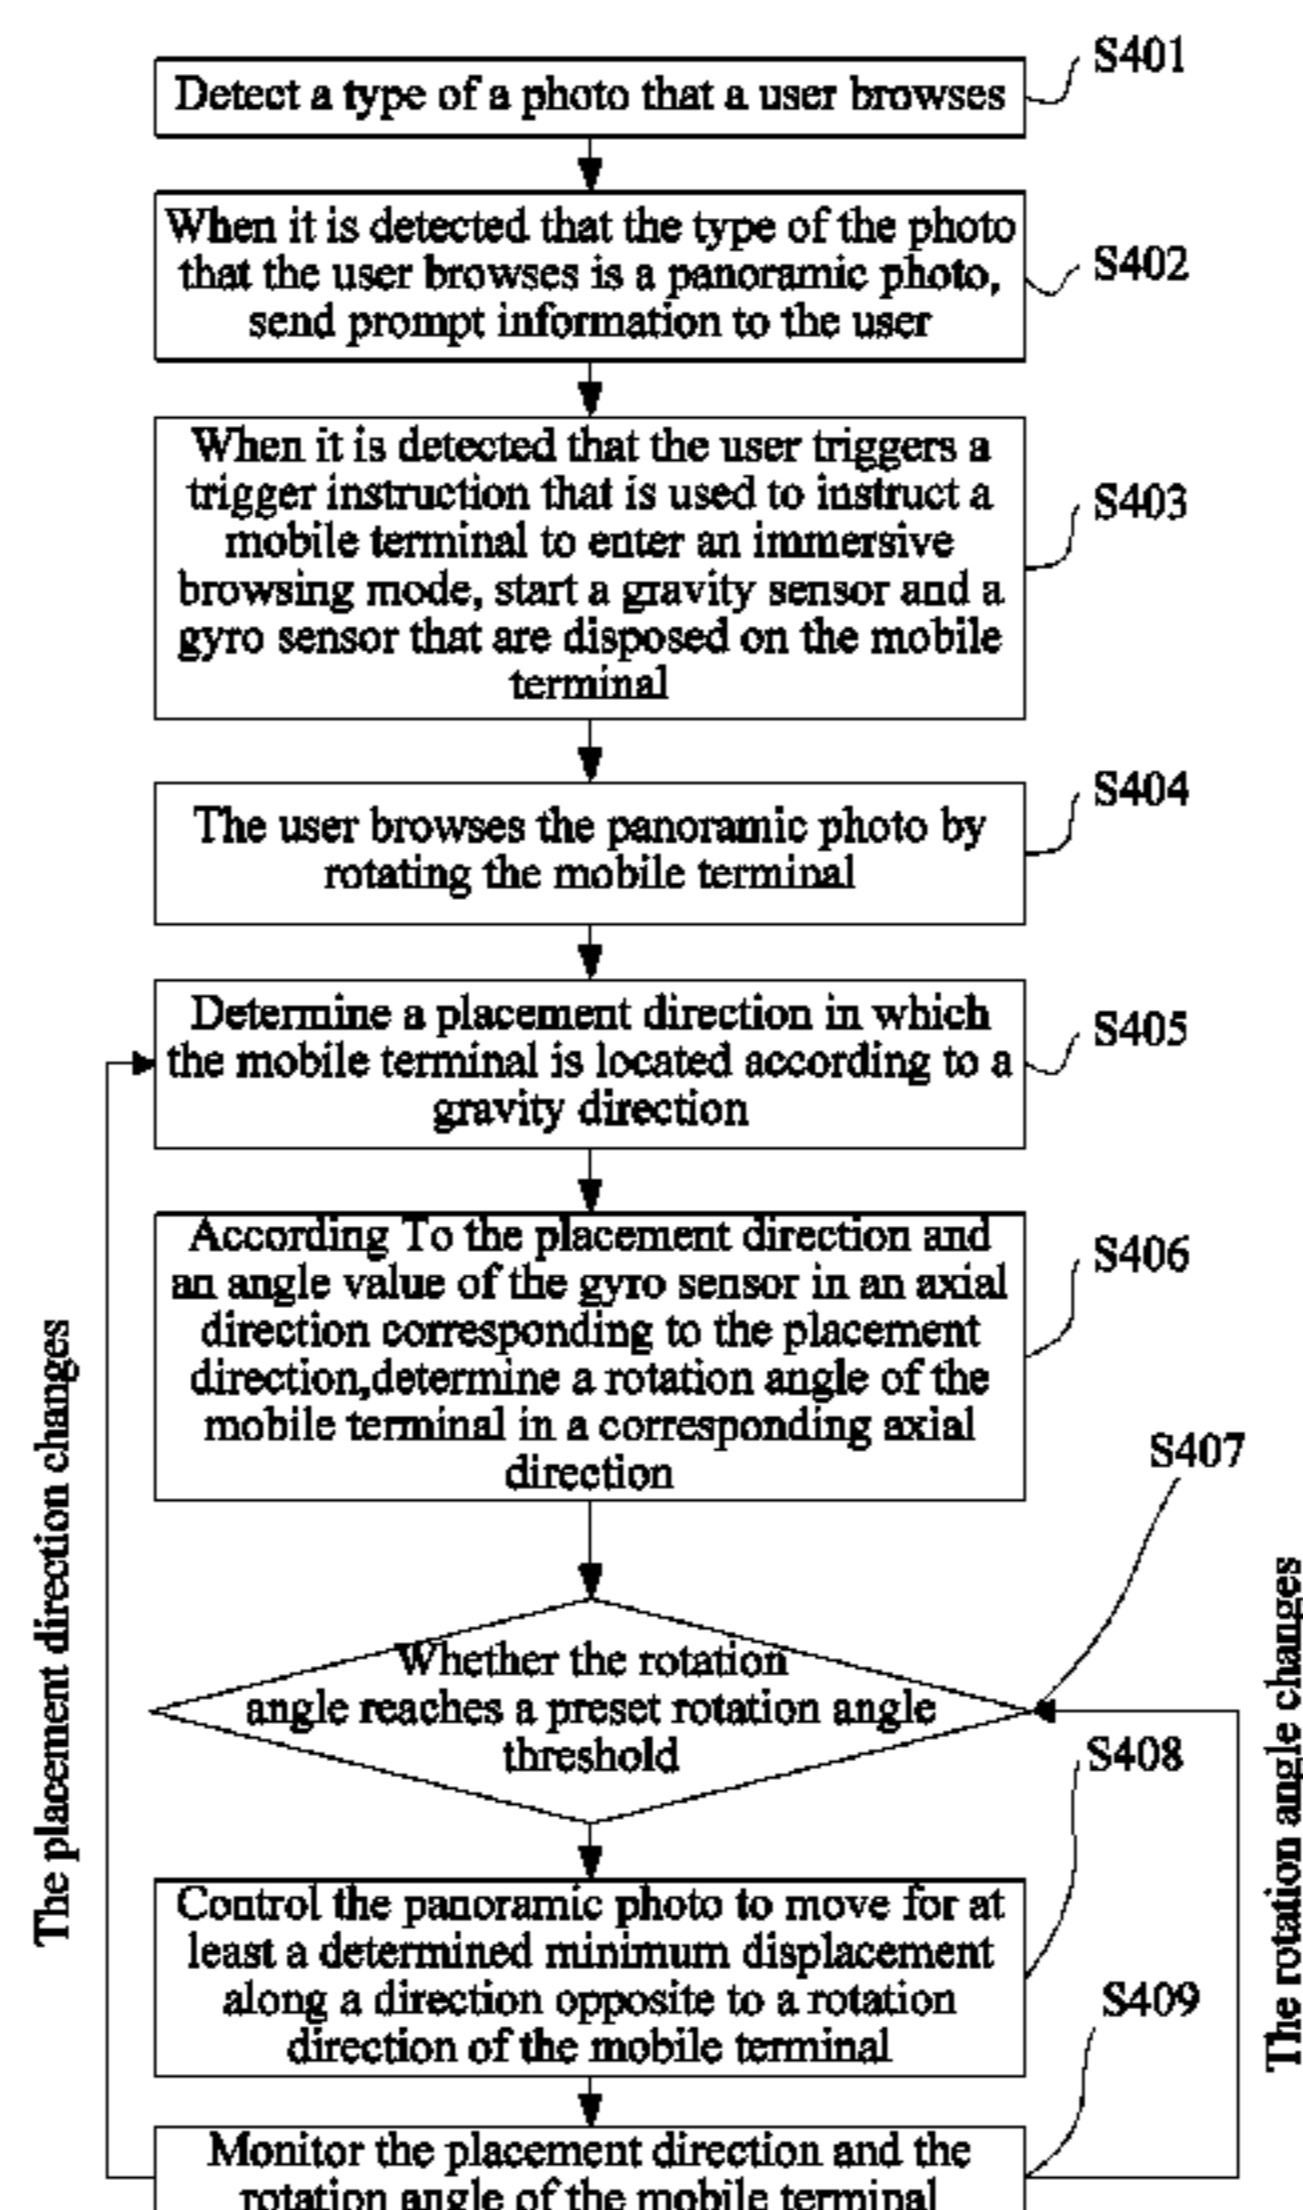 Detect a type of a photo that a user browses
S401
When it is detected that the type of the photo
that the user browses is a panoramic photo,
send prompt information to the user
S402
When it is detected that the user triggers a
trigger instruction that is used to instruct a
mobile terminal to enter an immersive
browsing mode, start a gravity sensor and a
gyro sensor that are disposed on the mobile
terminal
S403
The user browses the panoramic photo by
rotating the mobile terminal
S404
Determine a placement direction in which
the mobile terminal is located according to a
gravity direction
S405
According To the placement direction and
an angle value of the gyro sensor in an axial
direction corresponding to the placement
direction,determine a rotation angle of the
mobile terminal in a corresponding axial
direction
S406
Whether the rotation
angle reaches a preset rotation angle
threshold
S407
Control the panoramic photo to move for at
least a determined minimum displacement
along a direction opposite to a rotation
direction of the mobile terminal
S408
Monitor the placement direction and the
rotation angle of the mobile terminal
S409
The placement direction changes
The rotation angle changes